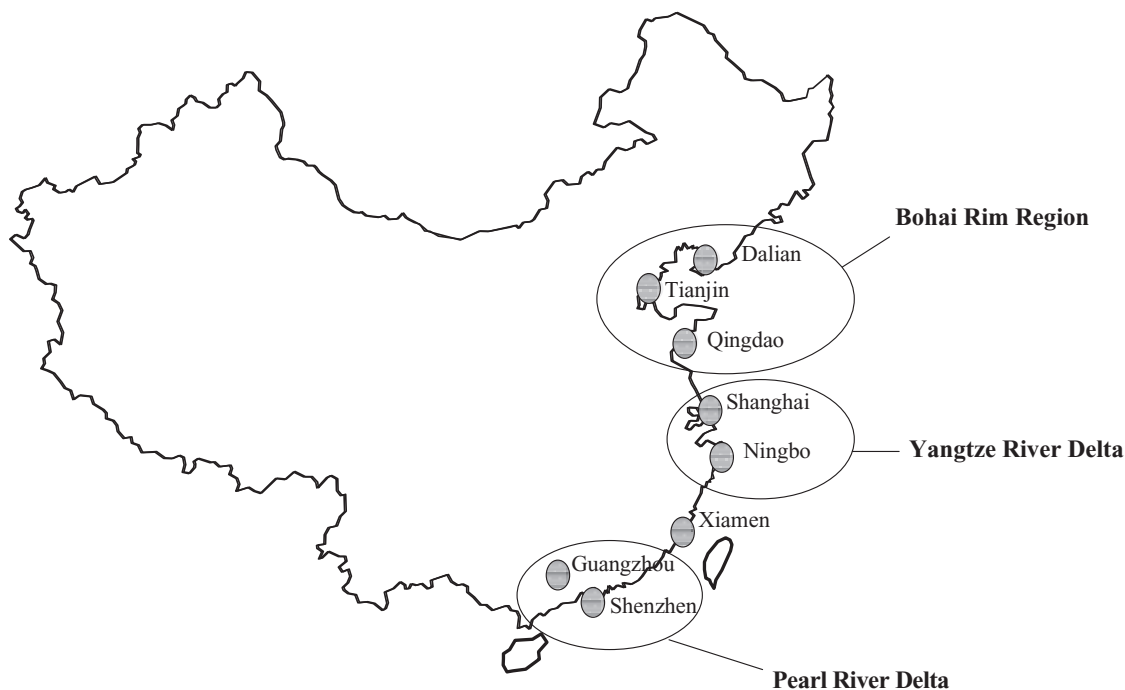 Bohai Rim Region
Dalian
Tianjin
Qingdao
Shanghai
Ningbo
Yangtze River Delta
Xiamen
Guangzhou
Shenzhen
Pearl River Delta